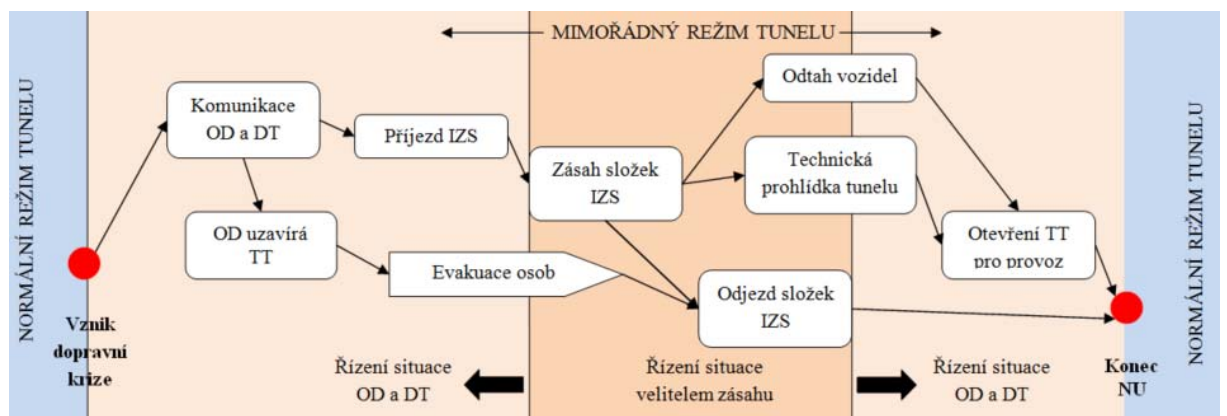 MIMOŘÁDNÝ REŽIM TUNELU
NORMÁLNÍ REŽIM TUNELU
Vznik
dopravní
krize
Komunikace
OD a DT
OD uzavírá
TT
Příjezd IZS
Evakuace osob
Zásah složek
IZS
Odtah vozidel
Technická
prohlídka tunelu
Odjezd složek
IZS
Otevření TT
pro provoz
Konec
NU
NORMÁLNÍ REŽIM TUNELU
Řízení situace
OD a DT
Řízení situace
velitelem zásahu
Řízení situace
OD a DT